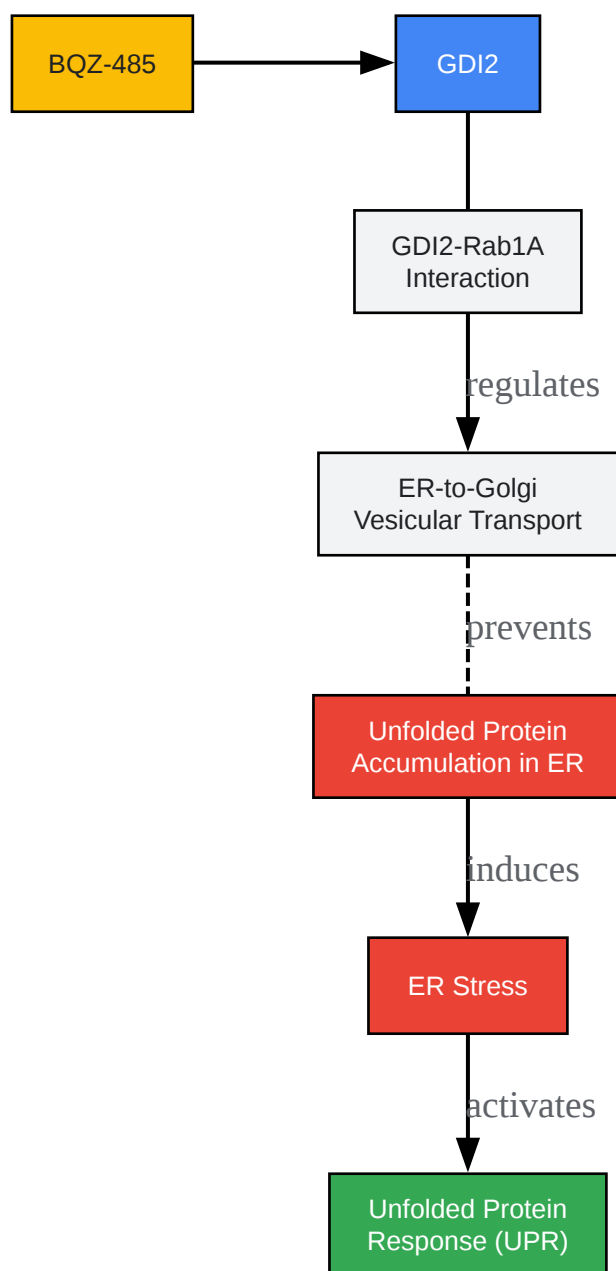 BQZ-485
GDI2
GDI2-Rab1A
Interaction
regulates
ER-to-Golgi
Vesicular Transport
prevents
Unfolded Protein
Accumulation in ER
induces
ER Stress
activates
Unfolded Protein
Response (UPR)